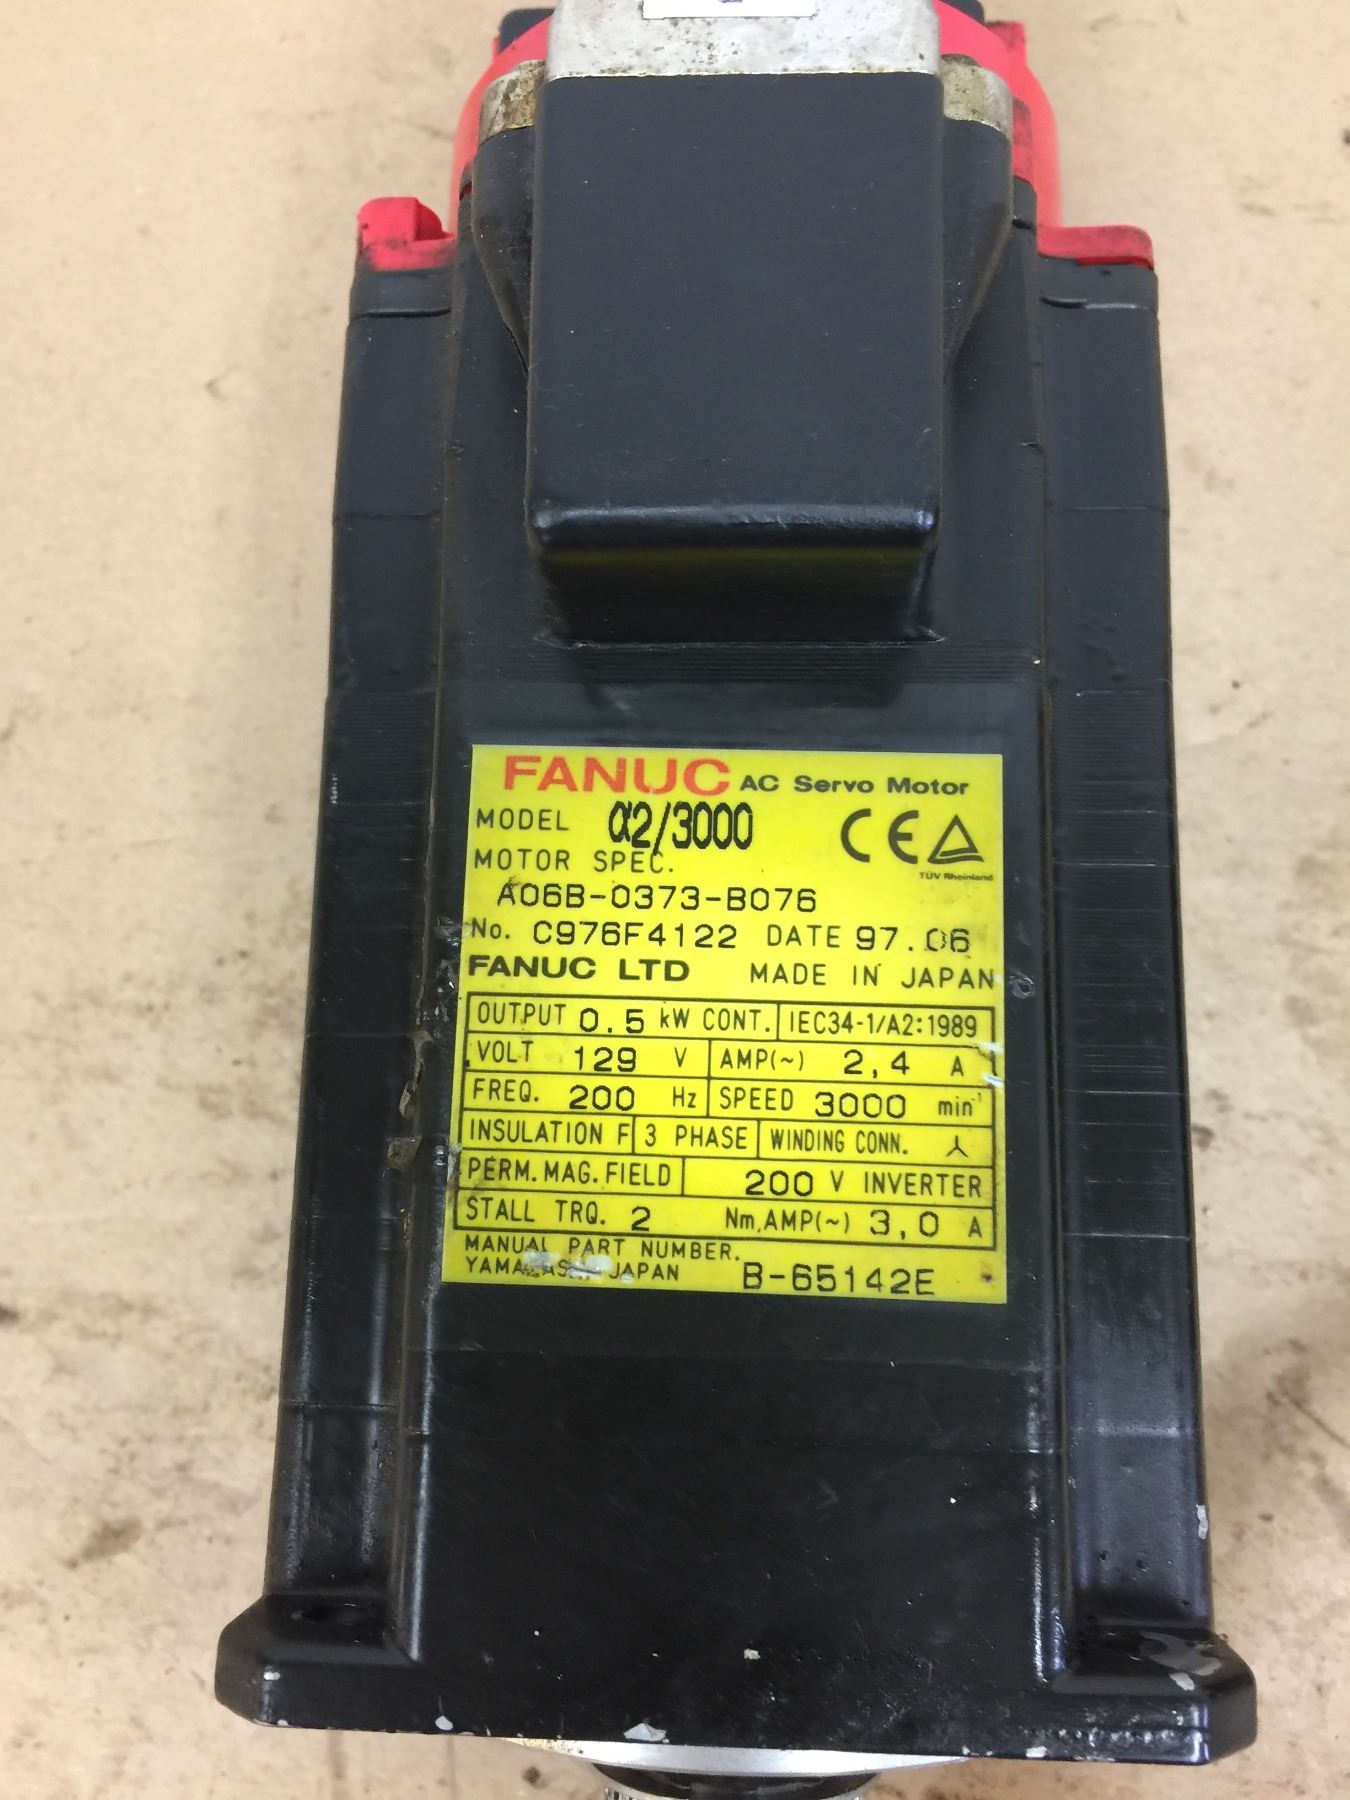 FANUC AC Servo Motor
MODEL α2/3000
CE
TÜV Rheinland
MOTOR SPEC.
A06B-0373-B076
No. C976F4122 DATE 97.06
FANUC LTD MADE IN JAPAN
OUTPUT 0.5 kW CONT. IEC34-1/A2:1989
VOLT 129 V AMP(~) 2,4 A
FREQ. 200 Hz SPEED 3000 min⁻¹
INSULATION F 3 PHASE WINDING CONN.
PERM.MAG.FIELD 200 V INVERTER
STALL TRQ. 2 Nm,AMP(~) 3,0 A
MANUAL PART NUMBER.
JAPAN B-65142E